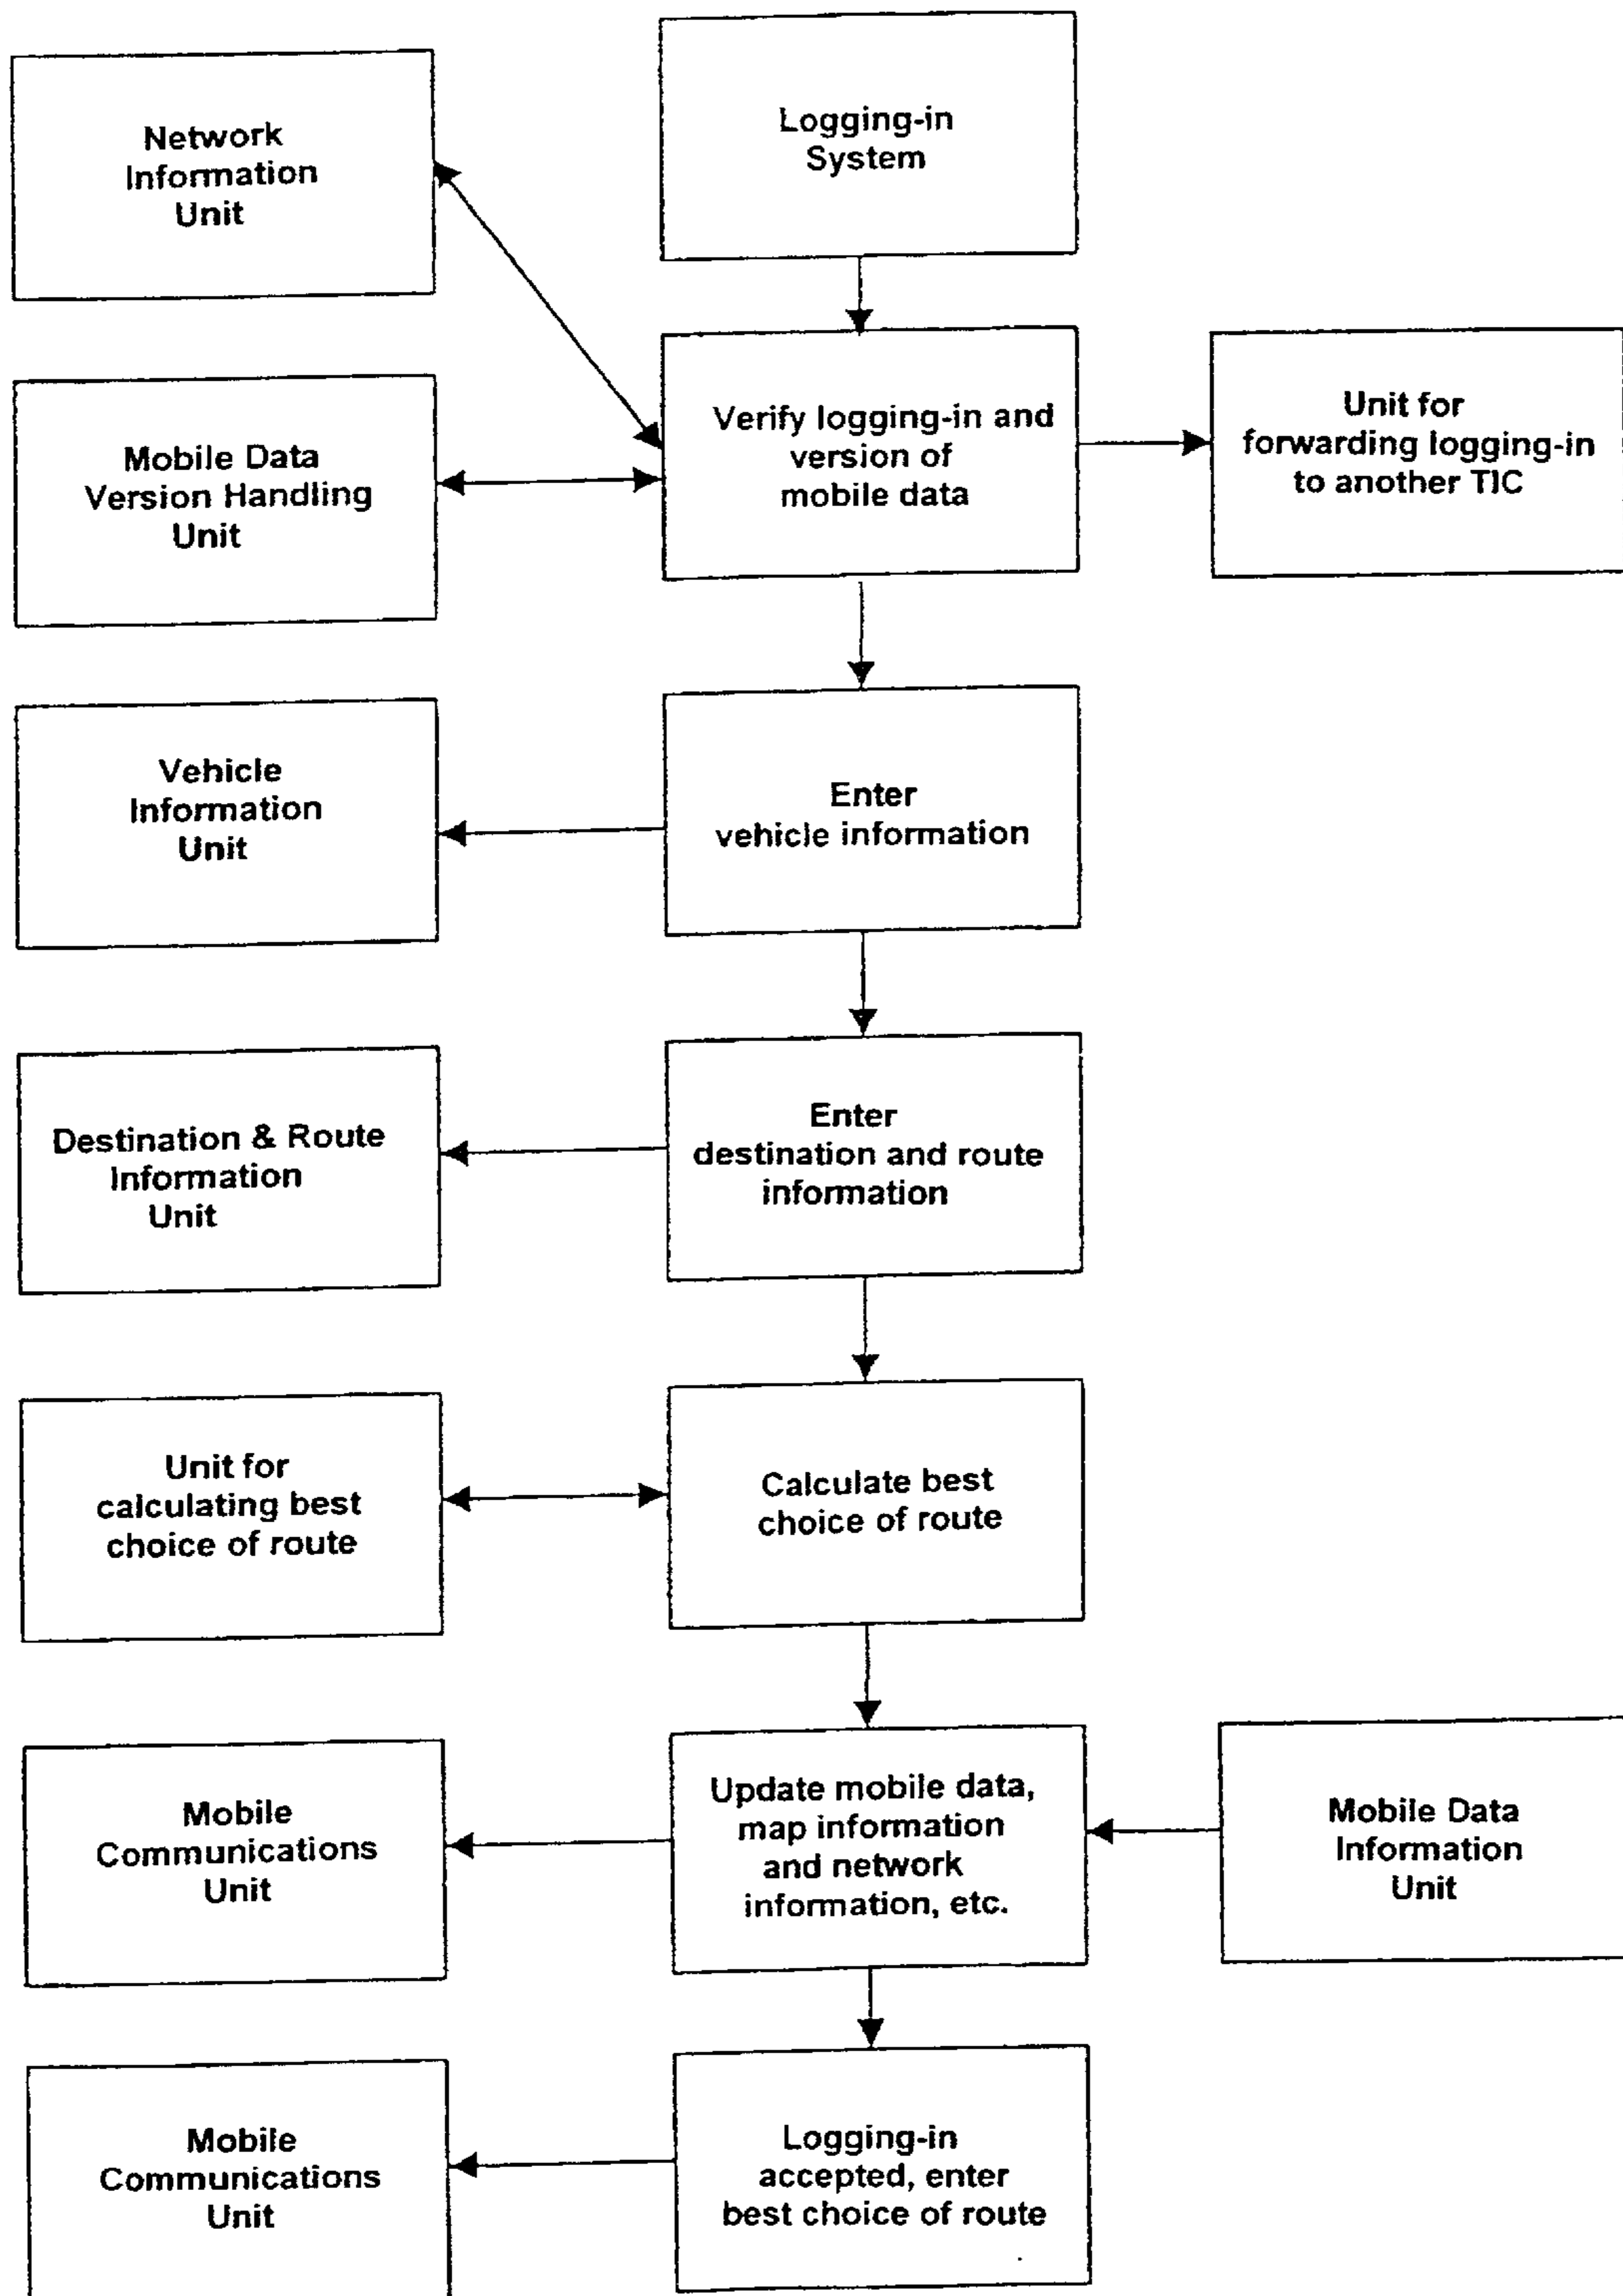 Network
Information
Unit
Logging-in
System
Mobile Data
Version Handling
Unit
Verify logging-in and
version of
mobile data
Unit for
forwarding logging-in
to another TIC
Vehicle
Information
Unit
Enter
vehicle information
Destination & Route
Information
Unit
Enter
destination and route
information
Unit for
calculating best
choice of route
Calculate best
choice of route
Mobile
Communications
Unit
Update mobile data,
map information
and network
information, etc.
Mobile Data
Information
Unit
Mobile
Communications
Unit
Logging-in
accepted, enter
best choice of route